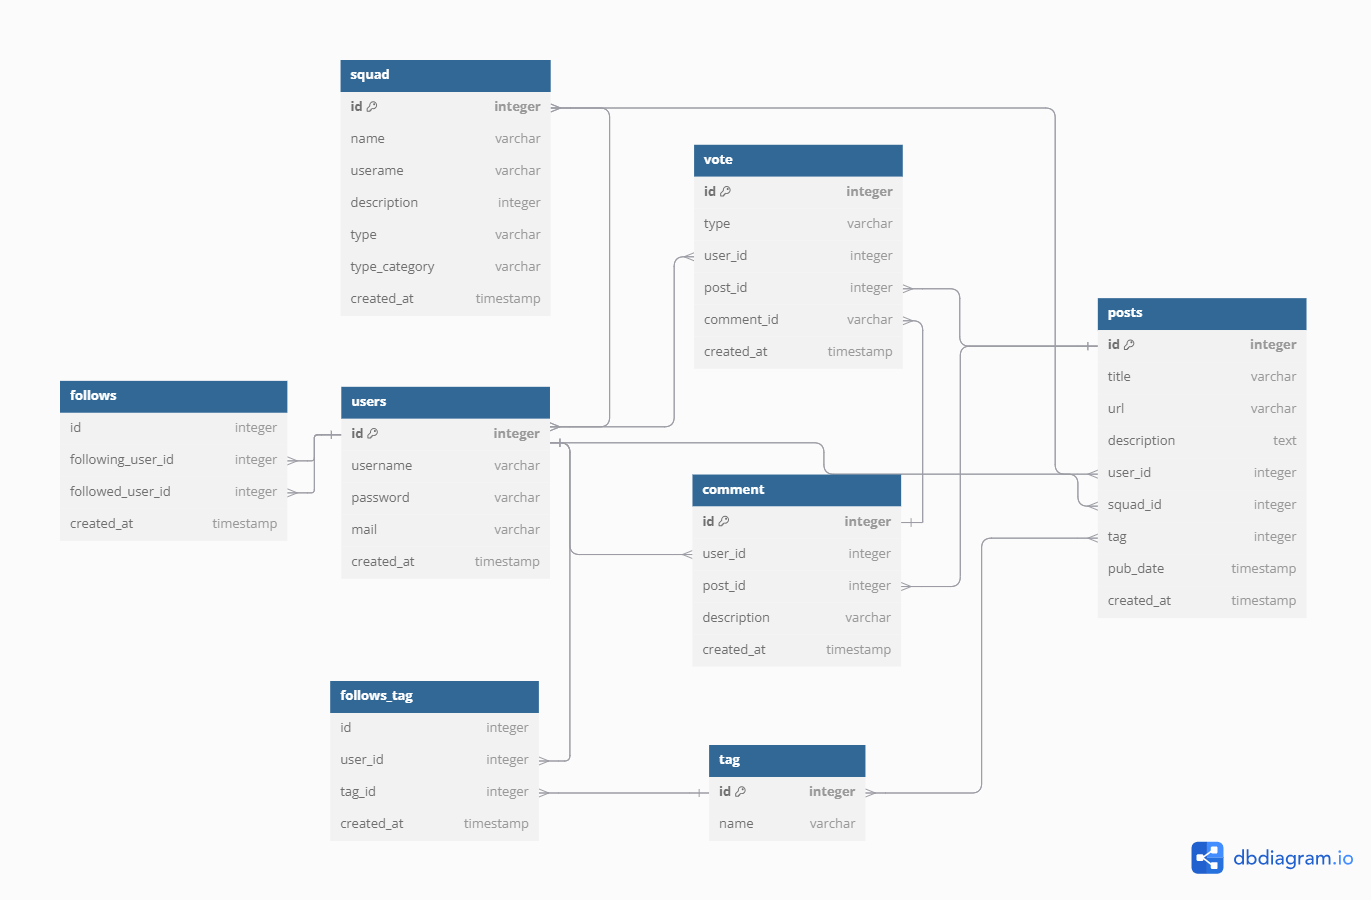 squad
id integer
name varchar
userame varchar
description integer
type varchar
type_category varchar
created_at timestamp
vote
id integer
type varchar
user_id integer
post_id integer
comment_id varchar
created_at timestamp
posts
id integer
title varchar
url varchar
description text
user_id integer
squad_id integer
tag integer
pub_date timestamp
created_at timestamp
follows
id integer
following_user_id integer
followed_user_id integer
created_at timestamp
users
id integer
username varchar
password varchar
mail varchar
created_at timestamp
comment
id integer
user_id integer
post_id integer
description varchar
created_at timestamp
follows_tag
id integer
user_id integer
tag_id integer
created_at timestamp
tag
id integer
name varchar
dbdiagram.io